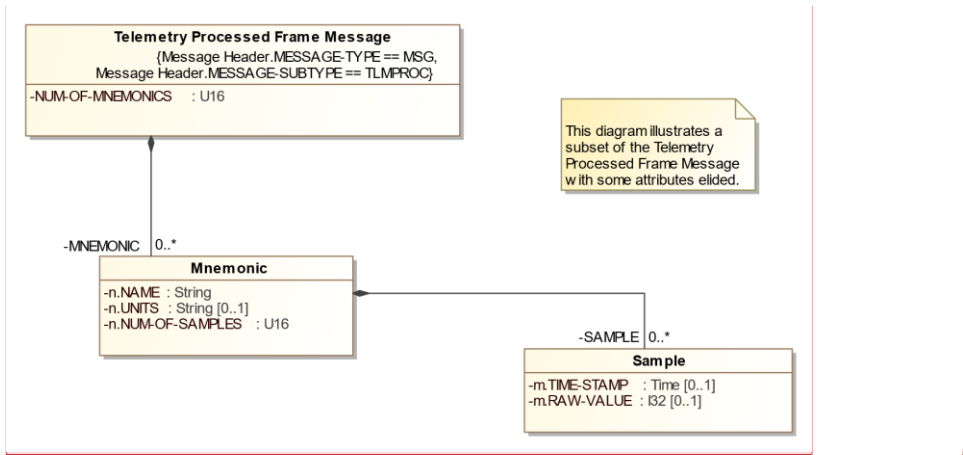 Telemetry Processed Frame Message
{Message Header.MESSAGE-TYPE == MSG,
Message Header.MESSAGE-SUBTYPE == TLMPROC}
-NUM-OF-MNEMONICS : U16
This diagram illustrates a
subset of the Telemetry
Processed Frame Message
with some attributes elided.
-MNEMONIC 0..*
Mnemonic
-n.NAME : String
-n.UNITS : String [0..1]
-n.NUM-OF-SAMPLES : U16
-SAMPLE 0..*
Sample
-m.TIME-STAMP : Time [0..1]
-m.RAW-VALUE : I32 [0..1]